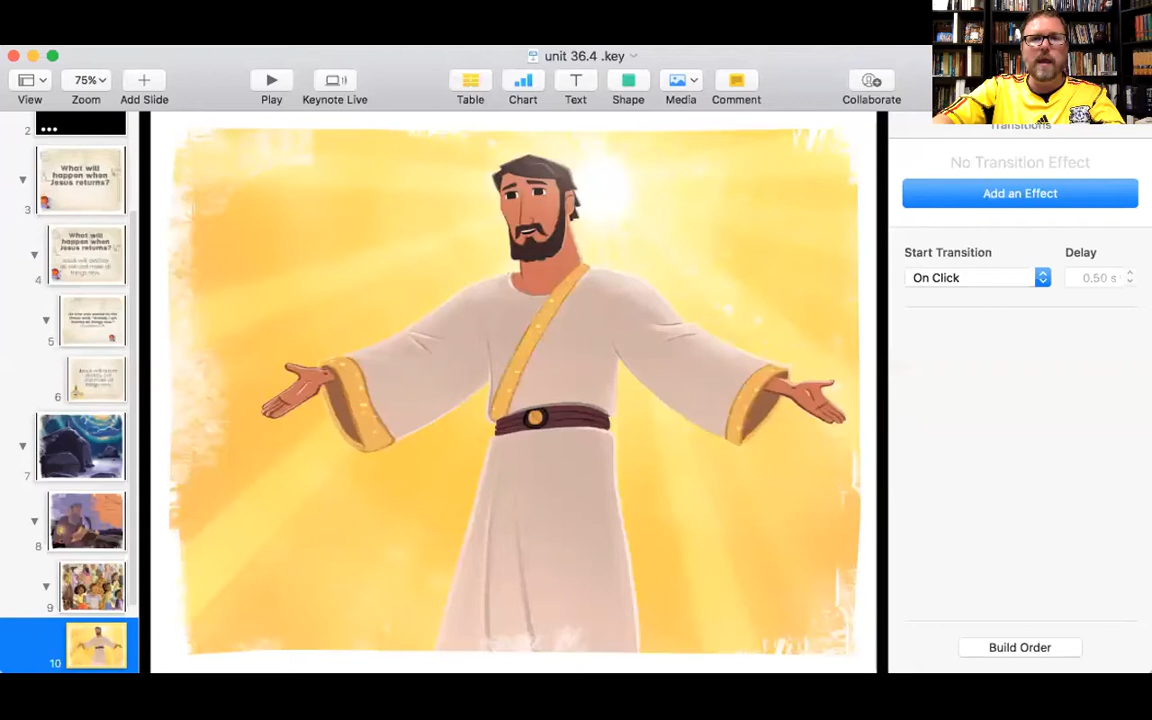 unit 36.4 .key
75%
View
Zoom
Add Slide
Play
Keynote Live
Table
Chart
Text
Shape
Media
Comment
Collaborate
Transitions
No Transition Effect
Add an Effect
Start Transition
Delay
On Click
0.50 s
Build Order
2
What will
happen when
Jesus returns?
3
What will
happen when
Jesus returns?
4
5
6
7
8
9
10